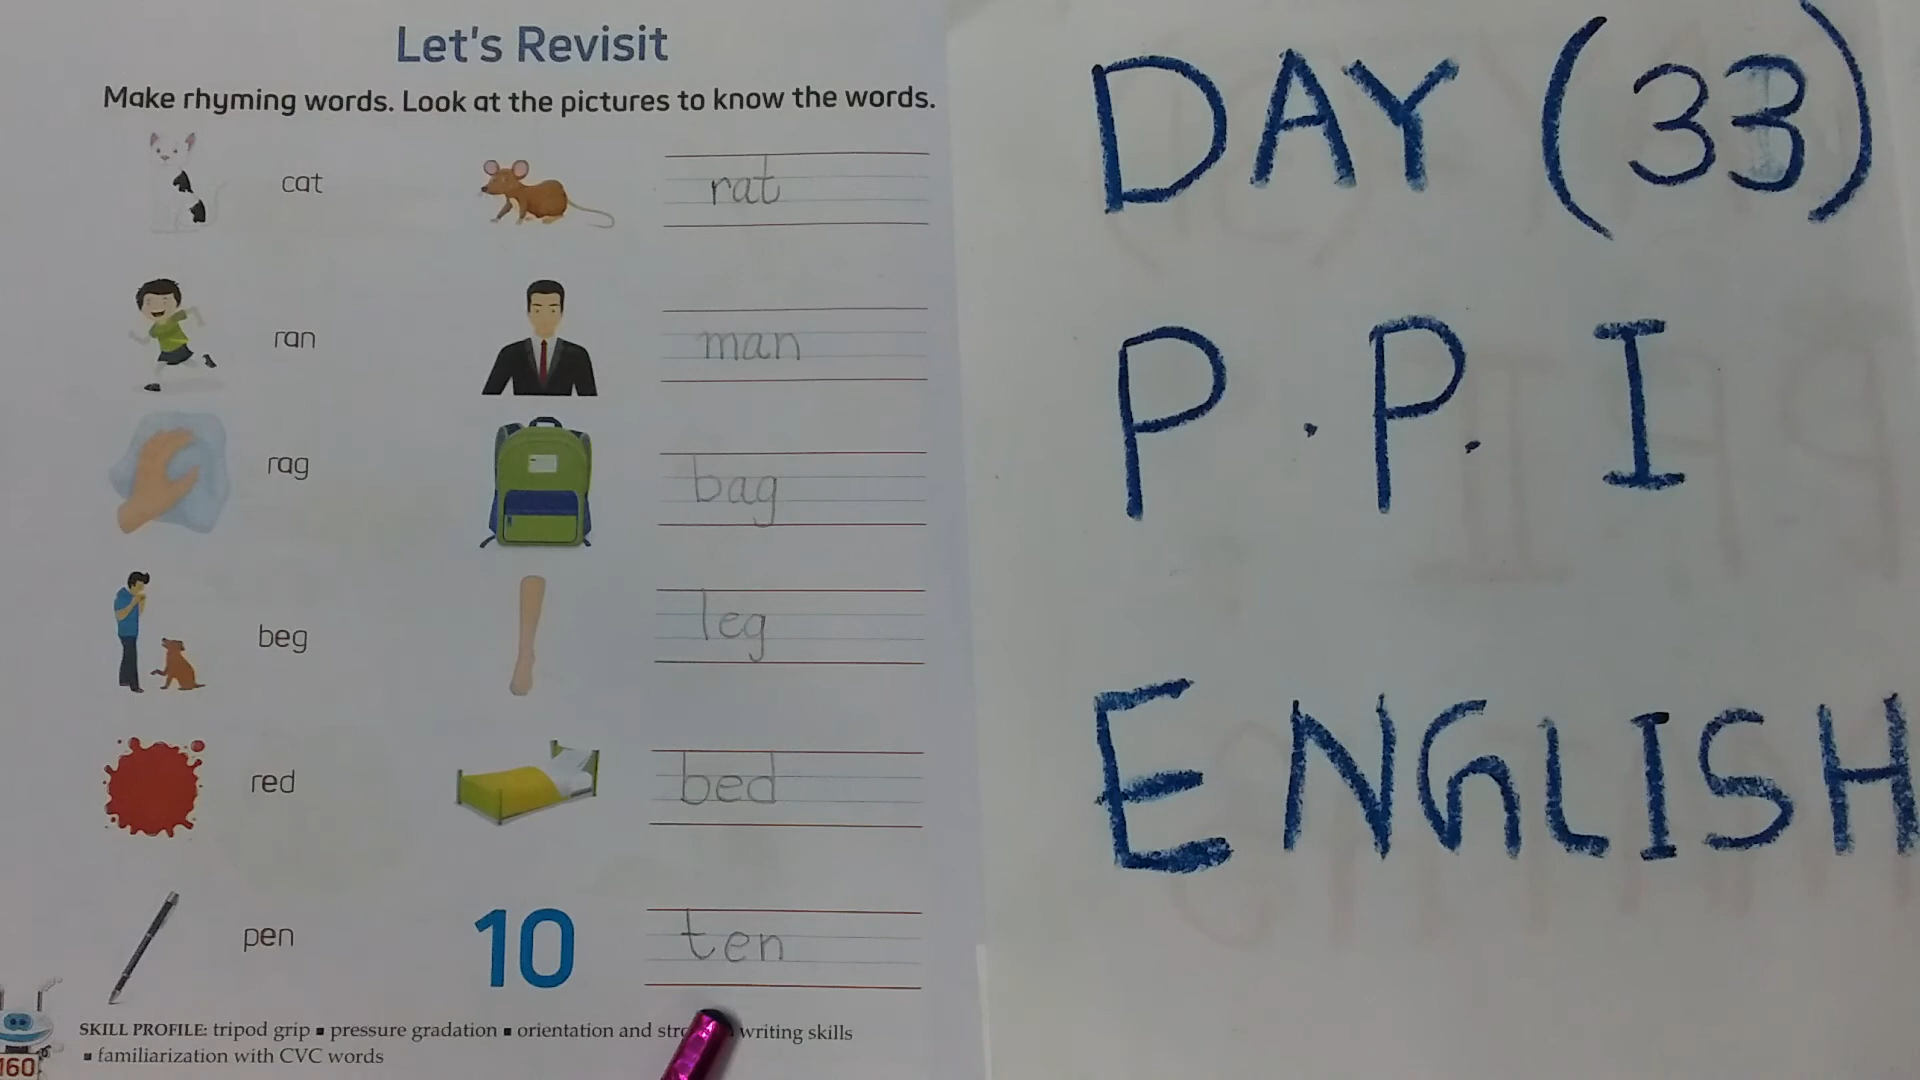 Let's Revisit
Make rhyming words. Look at the pictures to know the words.
cat rat
ran man
rag bag
beg leg
red bed
pen 10 ten
SKILL PROFILE: tripod grip ▪ pressure gradation ▪ orientation and writing skills
▪ familiarization with CVC words
160
DAY (33)
P.P.I
ENGLISH